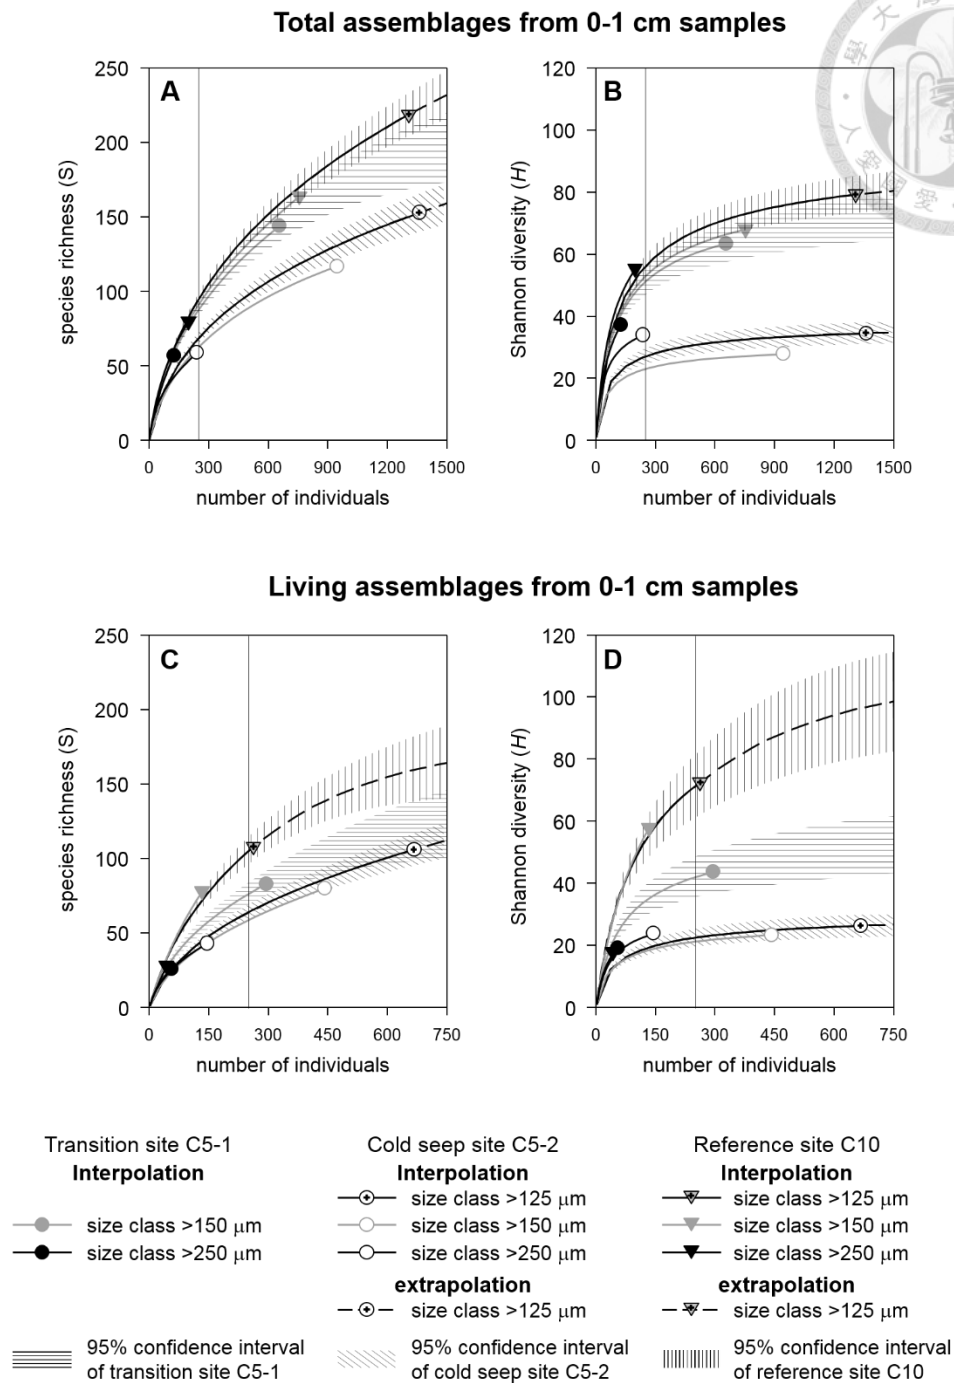 Total assemblages from 0-1 cm samples
A
species richness (S)
250
200
150
100
50
0
0 300 600 900 1200 1500
number of individuals
B
Shannon diversity (H)
120
100
80
60
40
20
0
0 300 600 900 1200 1500
number of individuals
學 大
人 愛 國 愛
Living assemblages from 0-1 cm samples
C
species richness (S)
250
200
150
100
50
0
0 150 300 450 600 750
number of individuals
D
Shannon diversity (H)
120
100
80
60
40
20
0
0 150 300 450 600 750
number of individuals
Transition site C5-1
Interpolation
size class >150 μm
size class >250 μm
95% confidence interval
of transition site C5-1
Cold seep site C5-2
Interpolation
size class >125 μm
size class >150 μm
size class >250 μm
extrapolation
size class >125 μm
95% confidence interval
of cold seep site C5-2
Reference site C10
Interpolation
size class >125 μm
size class >150 μm
size class >250 μm
extrapolation
size class >125 μm
95% confidence interval
of reference site C10